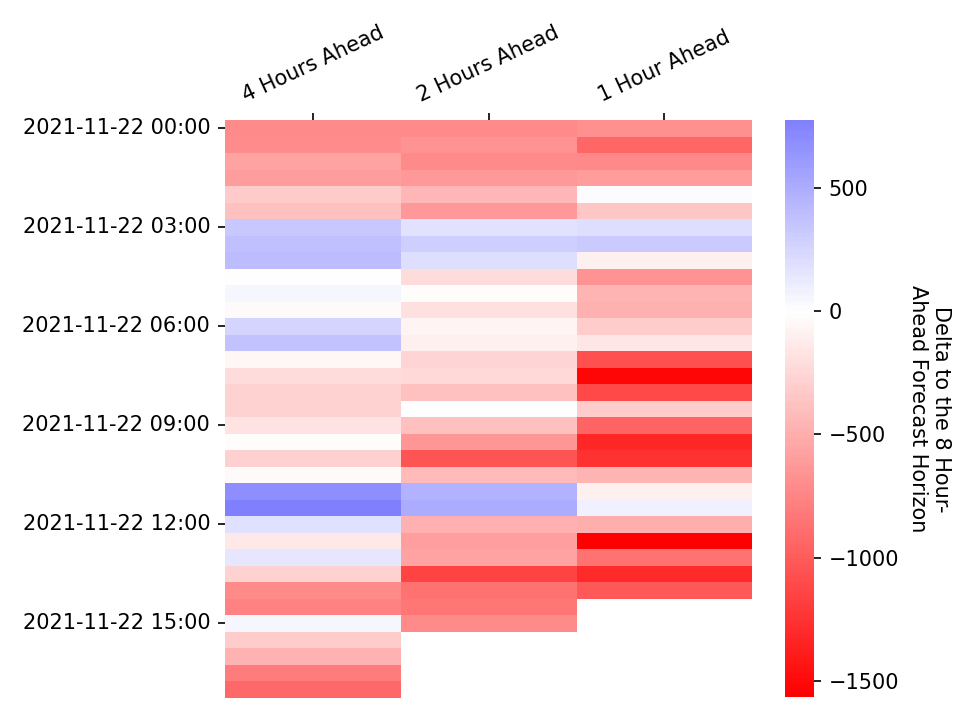 4 Hours Ahead
2 Hours Ahead
1 Hour Ahead
2021-11-22 00:00
2021-11-22 03:00
2021-11-22 06:00
2021-11-22 09:00
2021-11-22 12:00
2021-11-22 15:00
500
0
−500
−1000
−1500
Delta to the 8 Hour-
Ahead Forecast Horizon